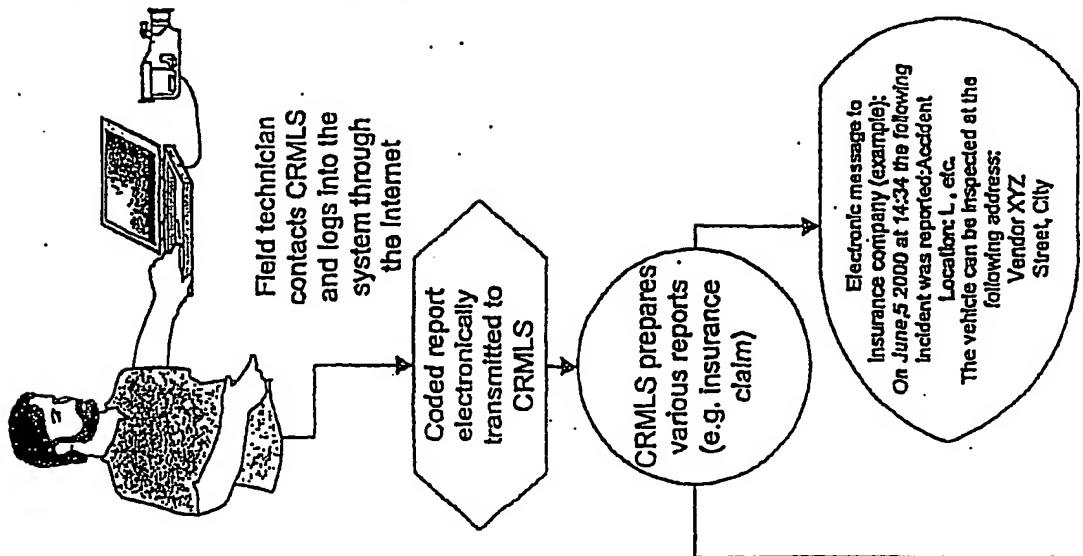 Field technician
contacts CRMLS
and logs into the
system through
the Internet
Coded report
electronically
transmitted to
CRMLS
CRMLS prepares
various reports
(e.g. insurance
claim)
Electronic message to
Insurance company (example):
On June,5 2000 at 14:34 the following
incident was reported:Accident
Location: L, etc.
The vehicle can be inspected at the
following address:
Vendor XYZ
Street, City